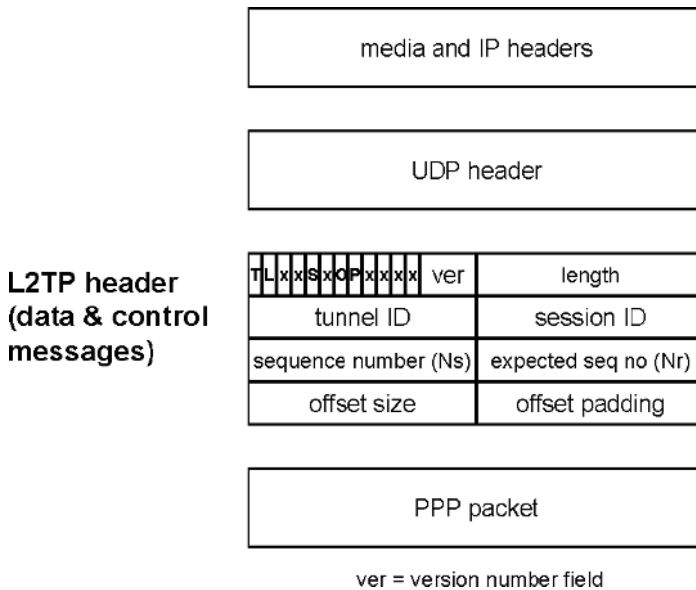 media and IP headers
UDP header
L2TP header
(data & control
messages)
T L x x S x O P x x x x ver length
tunnel ID session ID
sequence number (Ns) expected seq no (Nr)
offset size offset padding
PPP packet
ver = version number field